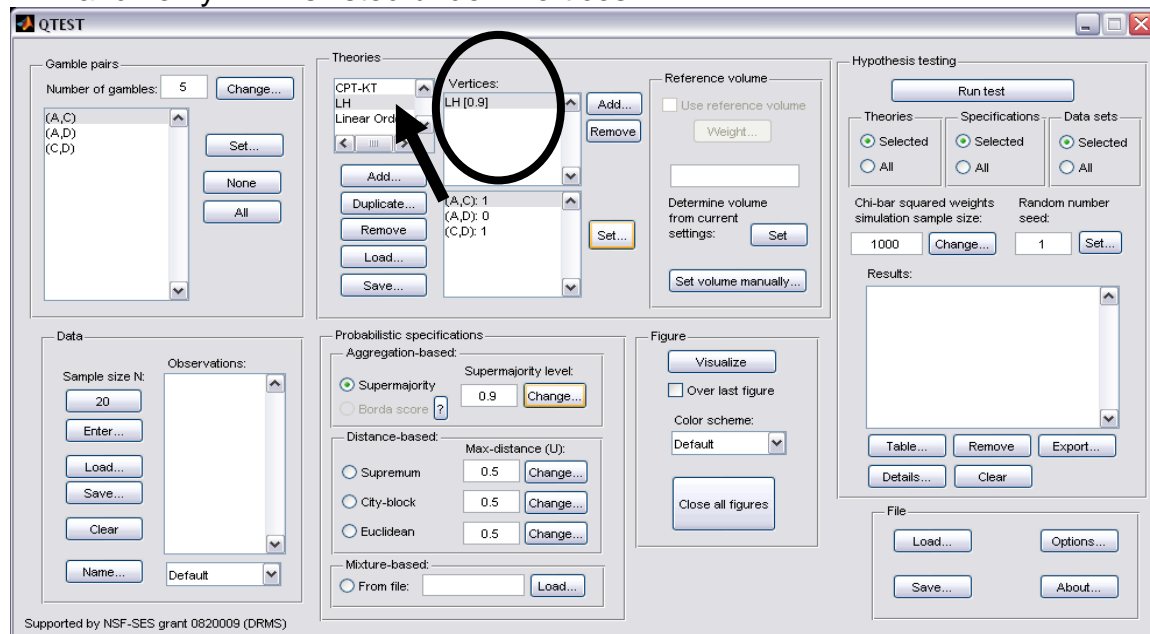 QTEST
Gamble pairs
Number of gambles: 5 Change...
(A,C)
(A,D)
(C,D)
Set...
None
All
Theories
CPT-KT
LH
Linear Ord
Add...
Duplicate...
Remove
Load...
Save...
Vertices:
LH [0.9]
Add...
Remove
(A,C): 1
(A,D): 0
(C,D): 1
Set...
Reference volume
Use reference volume
Weight...
Determine volume
from current
settings: Set
Set volume manually...
Hypothesis testing
Run test
Theories
Selected
All
Specifications
Selected
All
Data sets
Selected
All
Chi-bar squared weights
simulation sample size:
1000 Change...
Random number
seed:
1 Set...
Results:
Table... Remove Export...
Details... Clear
Data
Sample size N:
20
Enter...
Load...
Save...
Clear
Name... Default
Observations:
Probabilistic specifications
Aggregation-based:
Supermajority
Borda score ?
Supermajority level:
0.9 Change...
Distance-based:
Max-distance (U):
Supremum 0.5 Change...
City-block 0.5 Change...
Euclidean 0.5 Change...
Mixture-based:
From file: Load...
Figure
Visualize
Over last figure
Color scheme:
Default
Close all figures
File
Load... Options...
Save... About...
Supported by NSF-SES grant 0820009 (DRMS)